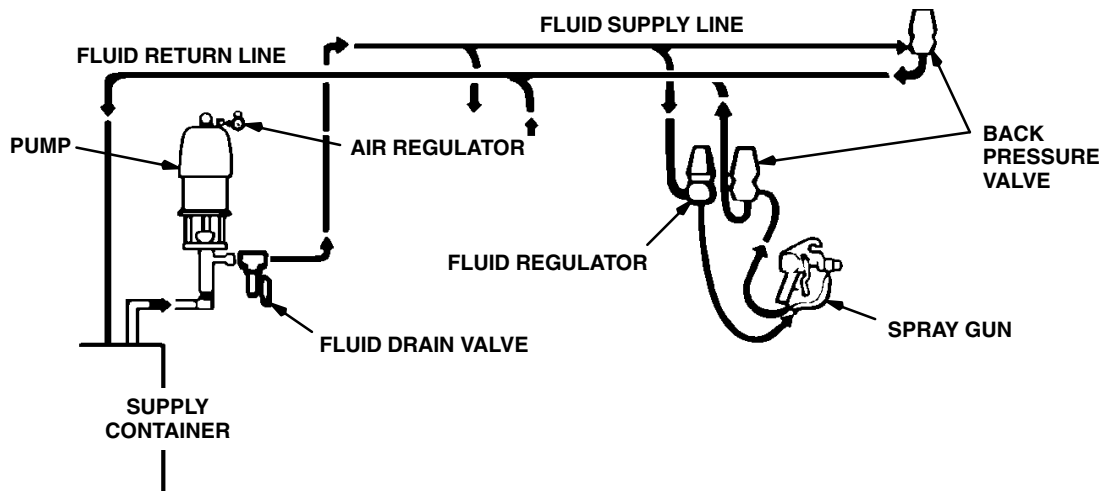 FLUID SUPPLY LINE
FLUID RETURN LINE
PUMP
AIR REGULATOR
BACK
PRESSURE
VALVE
FLUID REGULATOR
SPRAY GUN
FLUID DRAIN VALVE
SUPPLY
CONTAINER